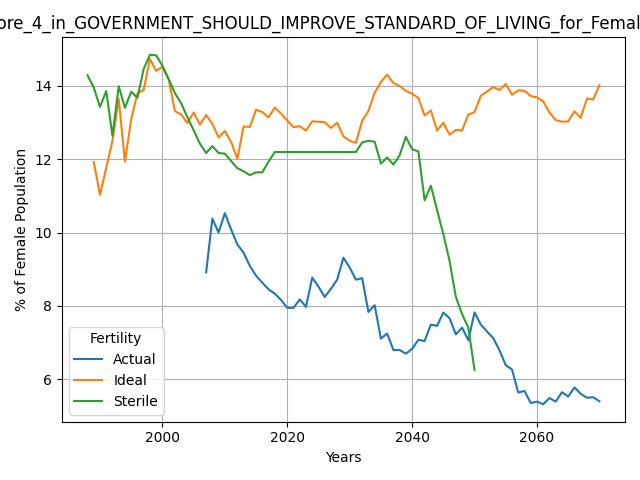 ore_4_in_GOVERNMENT_SHOULD_IMPROVE_STANDARD_OF_LIVING_for_Femal
14
12
10
8
6
% of Female Population
Fertility
Actual
Ideal
Sterile
2000
2020
2040
2060
Years